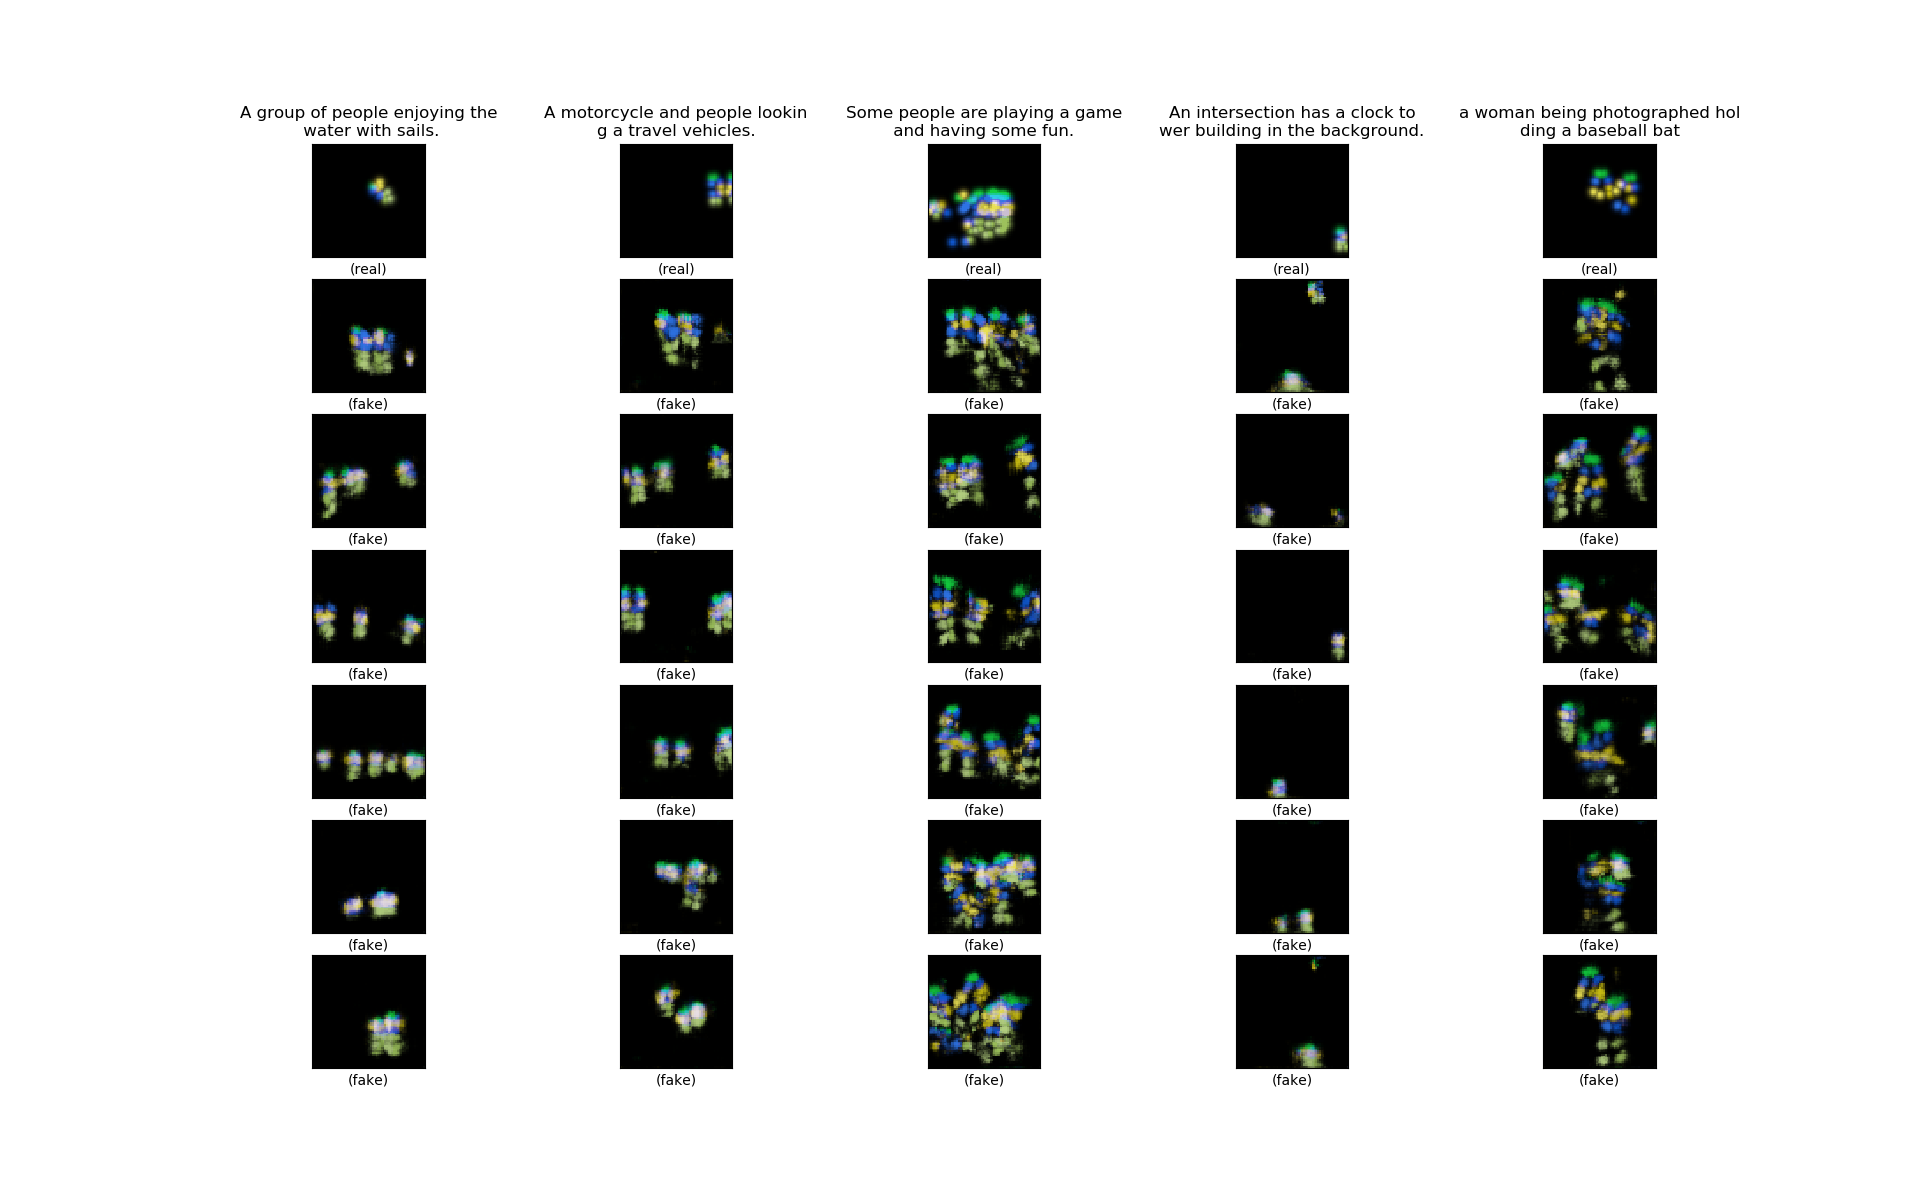 A group of people enjoying the
water with sails.
A motorcycle and people lookin
g a travel vehicles.
Some people are playing a game
and having some fun.
An intersection has a clock to
wer building in the background.
a woman being photographed hol
ding a baseball bat
(real) (real) (real) (real) (real)
(fake) (fake) (fake) (fake) (fake)
(fake) (fake) (fake) (fake) (fake)
(fake) (fake) (fake) (fake) (fake)
(fake) (fake) (fake) (fake) (fake)
(fake) (fake) (fake) (fake) (fake)
(fake) (fake) (fake) (fake) (fake)